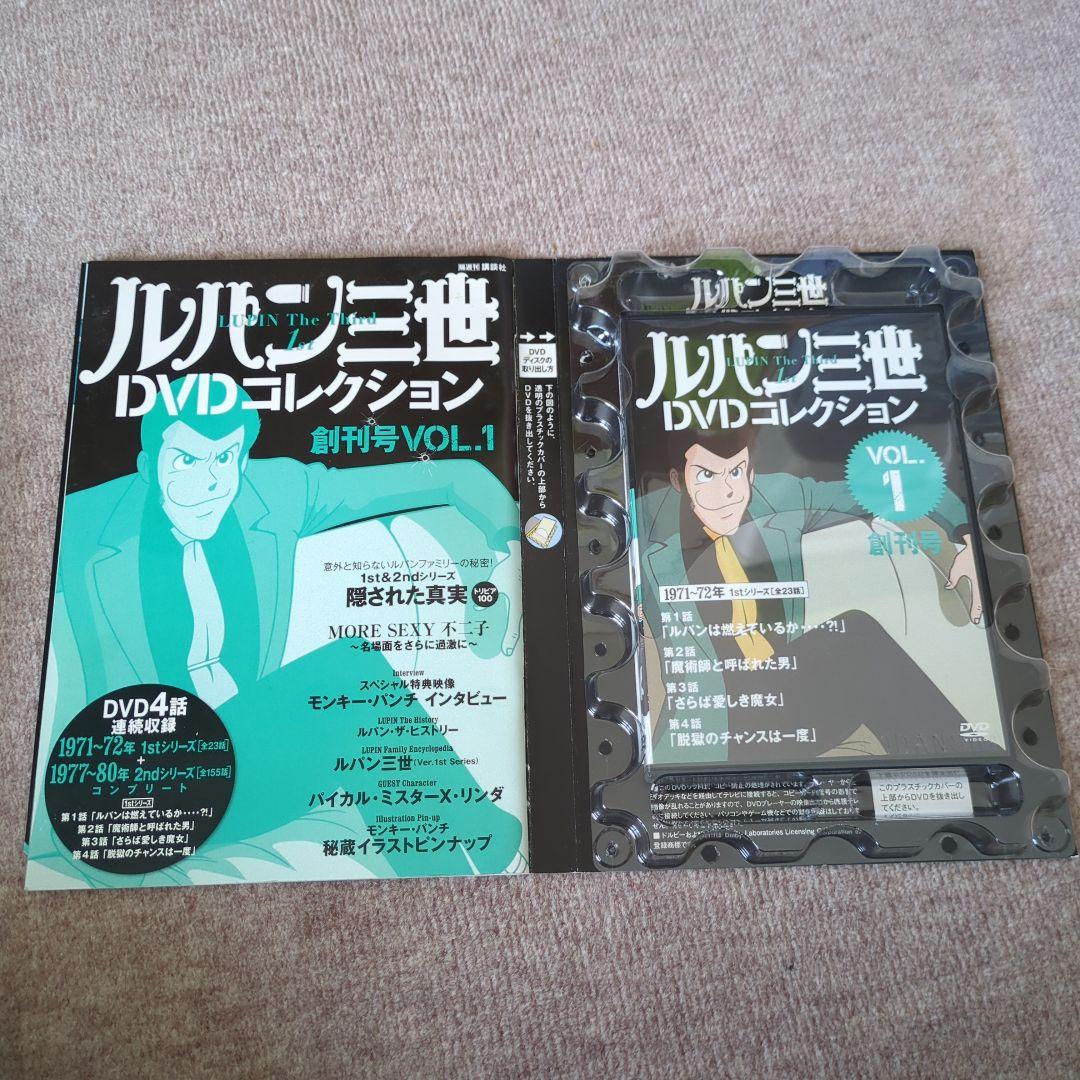 隔週刊 講談社
ルパン三世
LUPIN The Third
1st
DVDコレクション
創刊号 VOL.1
意外と知らないルパンファミリーの秘密!
1st&2ndシリーズ
隠された真実 トリビア100
MORE SEXY 不二子
〜名場面をさらに過激に〜
Interview
スペシャル特典映像
モンキー・パンチ インタビュー
LUPIN The History
ルパン・ザ・ヒストリー
LUPIN Family Encyclopedia
ルパン三世(Ver.1st Series)
GUEST Character
パイカル・ミスターX・リンダ
Illustration Pin-up
モンキー・パンチ
秘蔵イラストピンナップ
DVD4話
連続収録
1971〜72年 1stシリーズ[全23話]
+
1977〜80年 2ndシリーズ[全155話]
コンプリート
1stシリーズ
第1話「ルパンは燃えているか・・・・?!」
第2話「魔術師と呼ばれた男」
第3話「さらば愛しき魔女」
第4話「脱獄のチャンスは一度」
DVD
ディスクの
取り出し方
下の図のように、
透明のプラスチックカバーの上部から
DVDを抜き出してください。
ルパン三世
ルパン三世
LUPIN The Third
1st
DVDコレクション
VOL.
1
創刊号
1971〜72年 1stシリーズ[全23話]
第1話
「ルパンは燃えているか・・・・?!」
第2話
「魔術師と呼ばれた男」
第3話
「さらば愛しき魔女」
第4話
「脱獄のチャンスは一度」
DVD
VIDEO
このプラスチックカバーの
上部からDVDを抜き出し
てください。
登録商標で